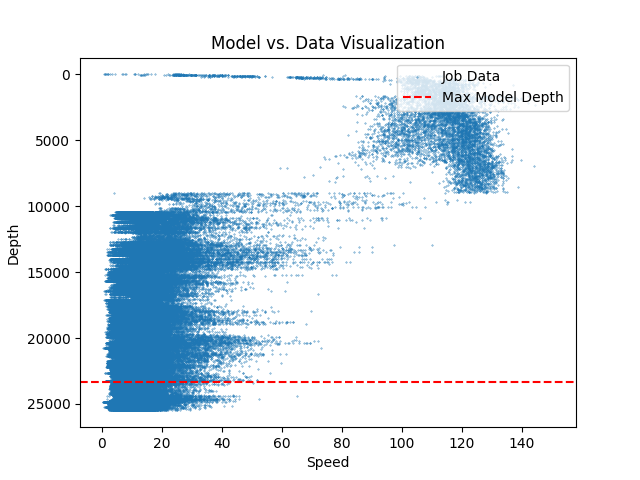 Model vs. Data Visualization
Job Data
Max Model Depth
0
5000
10000
15000
20000
25000
Depth
0 20 40 60 80 100 120 140
Speed